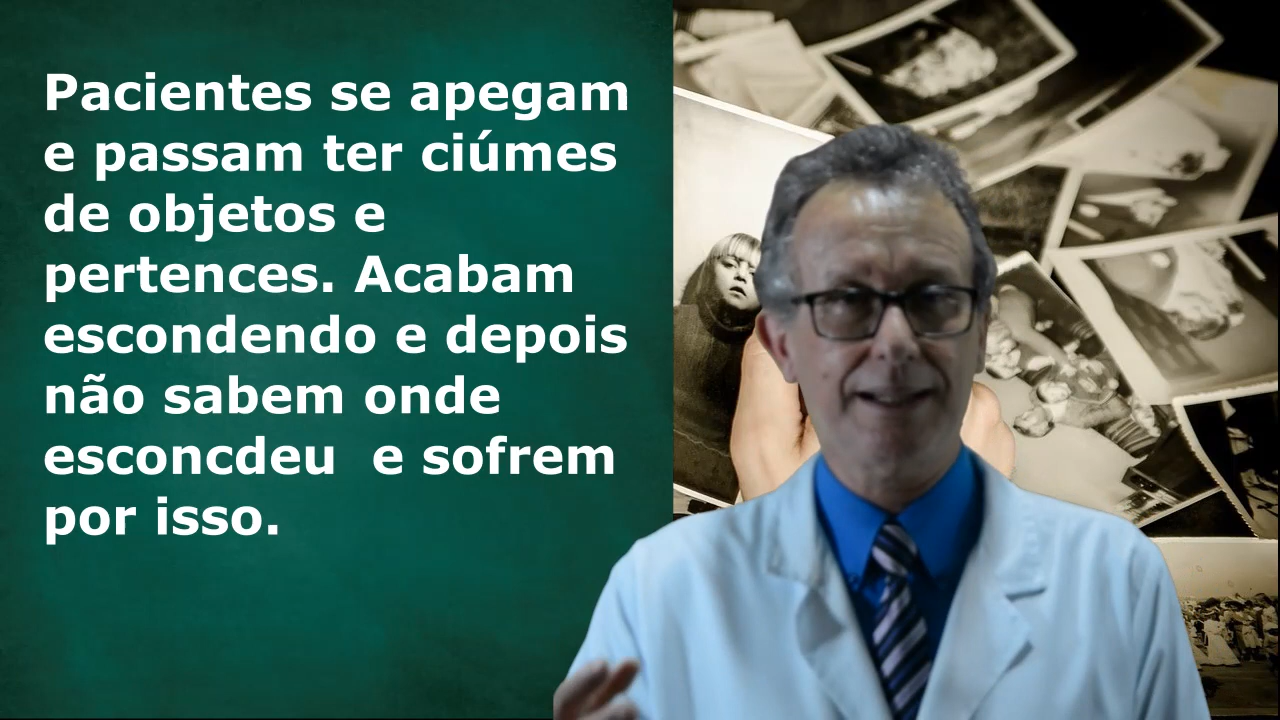 Pacientes se apegam
e passam ter ciúmes
de objetos e
pertences. Acabam
escondendo e depois
não sabem onde
esconcdeu  e sofrem
por isso.